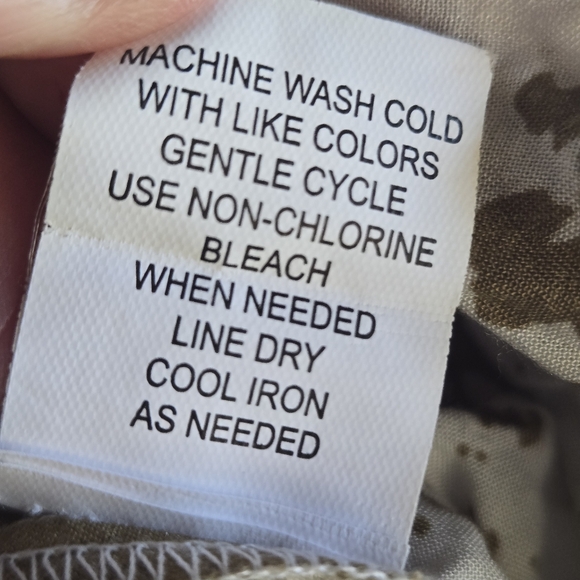 MACHINE WASH COLD
WITH LIKE COLORS
GENTLE CYCLE
USE NON-CHLORINE
BLEACH
WHEN NEEDED
LINE DRY
COOL IRON
AS NEEDED